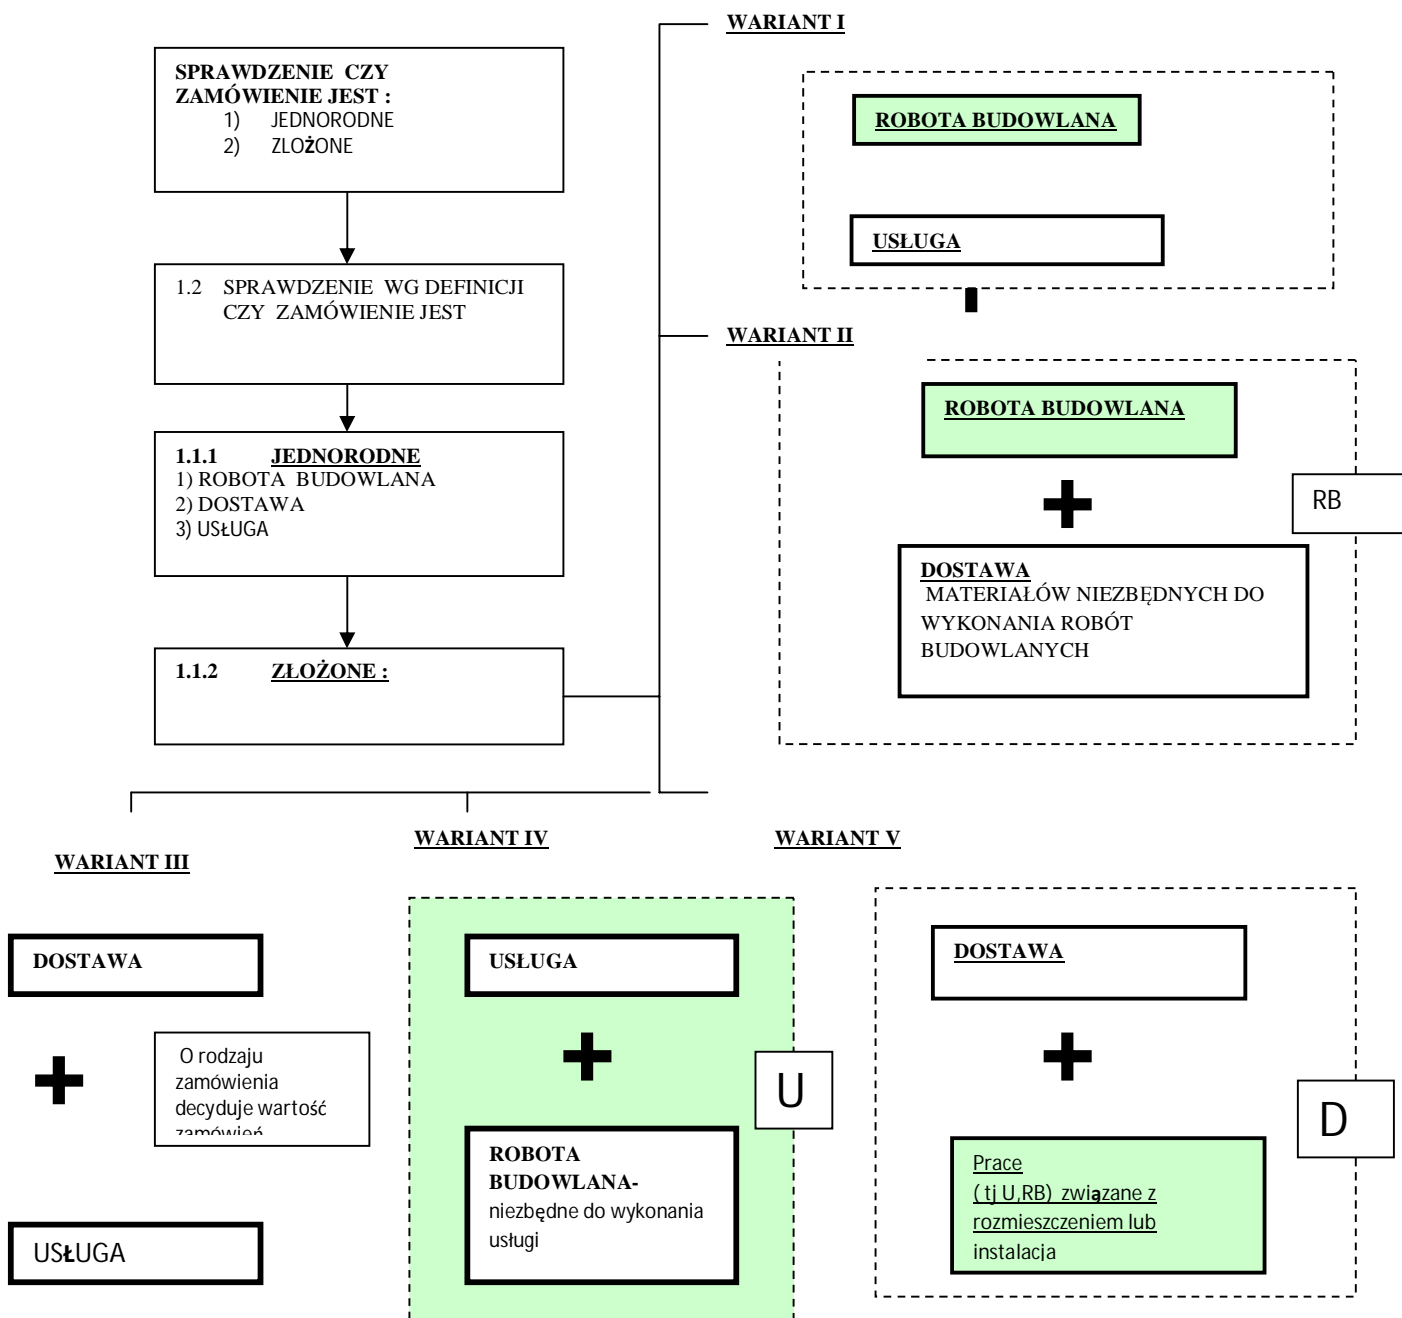 SPRAWDZENIE CZY
ZAMÓWIENIE JEST :
1) JEDNORODNE
2) ZLOŻONE
1.2 SPRAWDZENIE WG DEFINICJI
CZY ZAMÓWIENIE JEST
1.1.1 JEDNORODNE
1) ROBOTA BUDOWLANA
2) DOSTAWA
3) USŁUGA
1.1.2 ZŁOŻONE :
WARIANT I
ROBOTA BUDOWLANA
USŁUGA
WARIANT II
ROBOTA BUDOWLANA
RB
DOSTAWA
MATERIAŁÓW NIEZBĘDNYCH DO
WYKONANIA ROBÓT
BUDOWLANYCH
WARIANT III
DOSTAWA
O rodzaju
zamówienia
decyduje wartość
zamówień
USŁUGA
WARIANT IV
USŁUGA
U
ROBOTA
BUDOWLANA-
niezbędne do wykonania
usługi
WARIANT V
DOSTAWA
D
Prace
( tj U,RB) związane z
rozmieszczeniem lub
instalacja